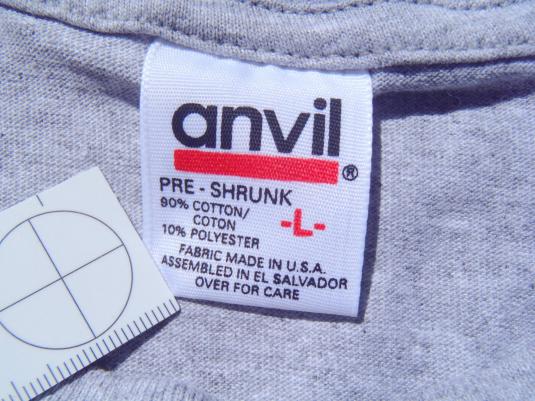 anvil®
PRE - SHRUNK
90% COTTON/
COTON
-L-
10% POLYESTER
FABRIC MADE IN U.S.A.
ASSEMBLED IN EL SALVADOR
OVER FOR CARE